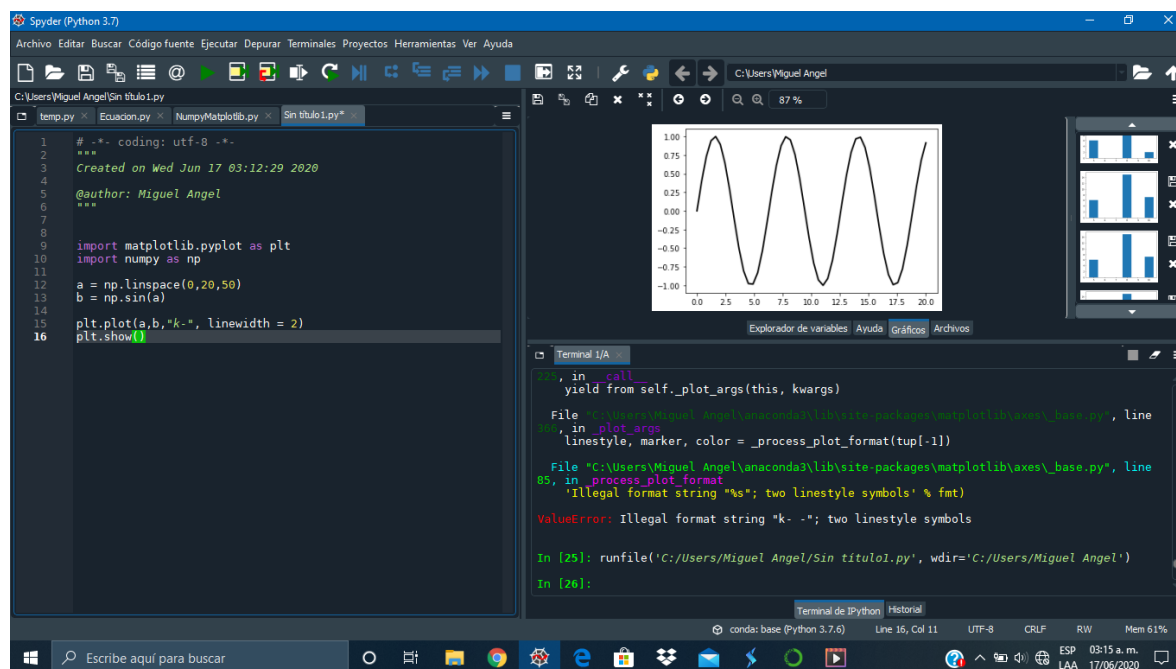 Spyder (Python 3.7)
Archivo Editar Buscar Código fuente Ejecutar Depurar Terminales Proyectos Herramientas Ver Ayuda
C:\Users\Miguel Angel
C:\Users\Miguel Angel\Sin título1.py
temp.py Ecuacion.py NumpyMatplotlib.py Sin título1.py*
1 # -*- coding: utf-8 -*-
2 """
3 Created on Wed Jun 17 03:12:29 2020
4
5 @author: Miguel Angel
6 """
7
8
9 import matplotlib.pyplot as plt
10 import numpy as np
11
12 a = np.linspace(0,20,50)
13 b = np.sin(a)
14
15 plt.plot(a,b,"k-", linewidth = 2)
16 plt.show()
87 %
1.00
0.75
0.50
0.25
0.00
−0.25
−0.50
−0.75
−1.00
0.0 2.5 5.0 7.5 10.0 12.5 15.0 17.5 20.0
Explorador de variables Ayuda Gráficos Archivos
Terminal 1/A
225, in __call__
yield from self._plot_args(this, kwargs)
File "C:\Users\Miguel Angel\anaconda3\lib\site-packages\matplotlib\axes\_base.py", line
366, in _plot_args
linestyle, marker, color = _process_plot_format(tup[-1])
File "C:\Users\Miguel Angel\anaconda3\lib\site-packages\matplotlib\axes\_base.py", line
85, in _process_plot_format
'Illegal format string "%s"; two linestyle symbols' % fmt)
ValueError: Illegal format string "k- -"; two linestyle symbols
In [25]: runfile('C:/Users/Miguel Angel/Sin título1.py', wdir='C:/Users/Miguel Angel')
In [26]:
Terminal de IPython Historial
conda: base (Python 3.7.6) Line 16, Col 11 UTF-8 CRLF RW Mem 61%
Escribe aquí para buscar
ESP 03:15 a. m.
LAA 17/06/2020